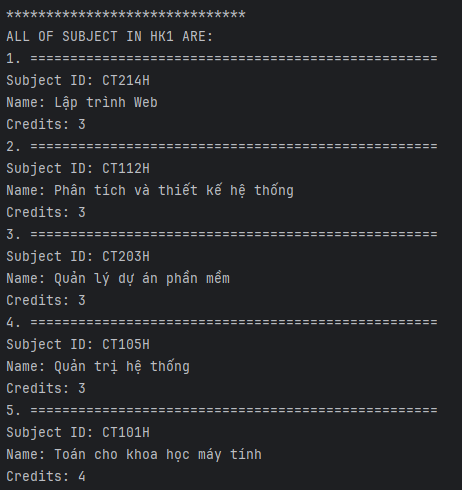 ******************************
ALL OF SUBJECT IN HK1 ARE:
1. ===================================================
Subject ID: CT214H
Name: Lập trình Web
Credits: 3
2. ===================================================
Subject ID: CT112H
Name: Phân tích và thiết kế hệ thống
Credits: 3
3. ===================================================
Subject ID: CT203H
Name: Quản lý dự án phần mềm
Credits: 3
4. ===================================================
Subject ID: CT105H
Name: Quản trị hệ thống
Credits: 3
5. ===================================================
Subject ID: CT101H
Name: Toán cho khoa học máy tính
Credits: 4